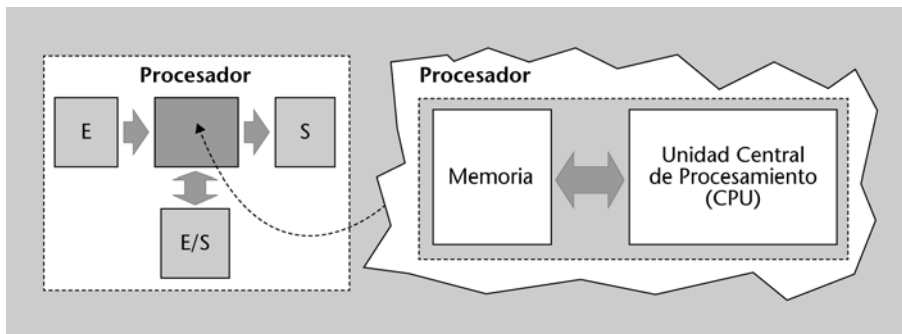 Procesador
E
S
E/S
Procesador
Memoria
Unidad Central
de Procesamiento
(CPU)